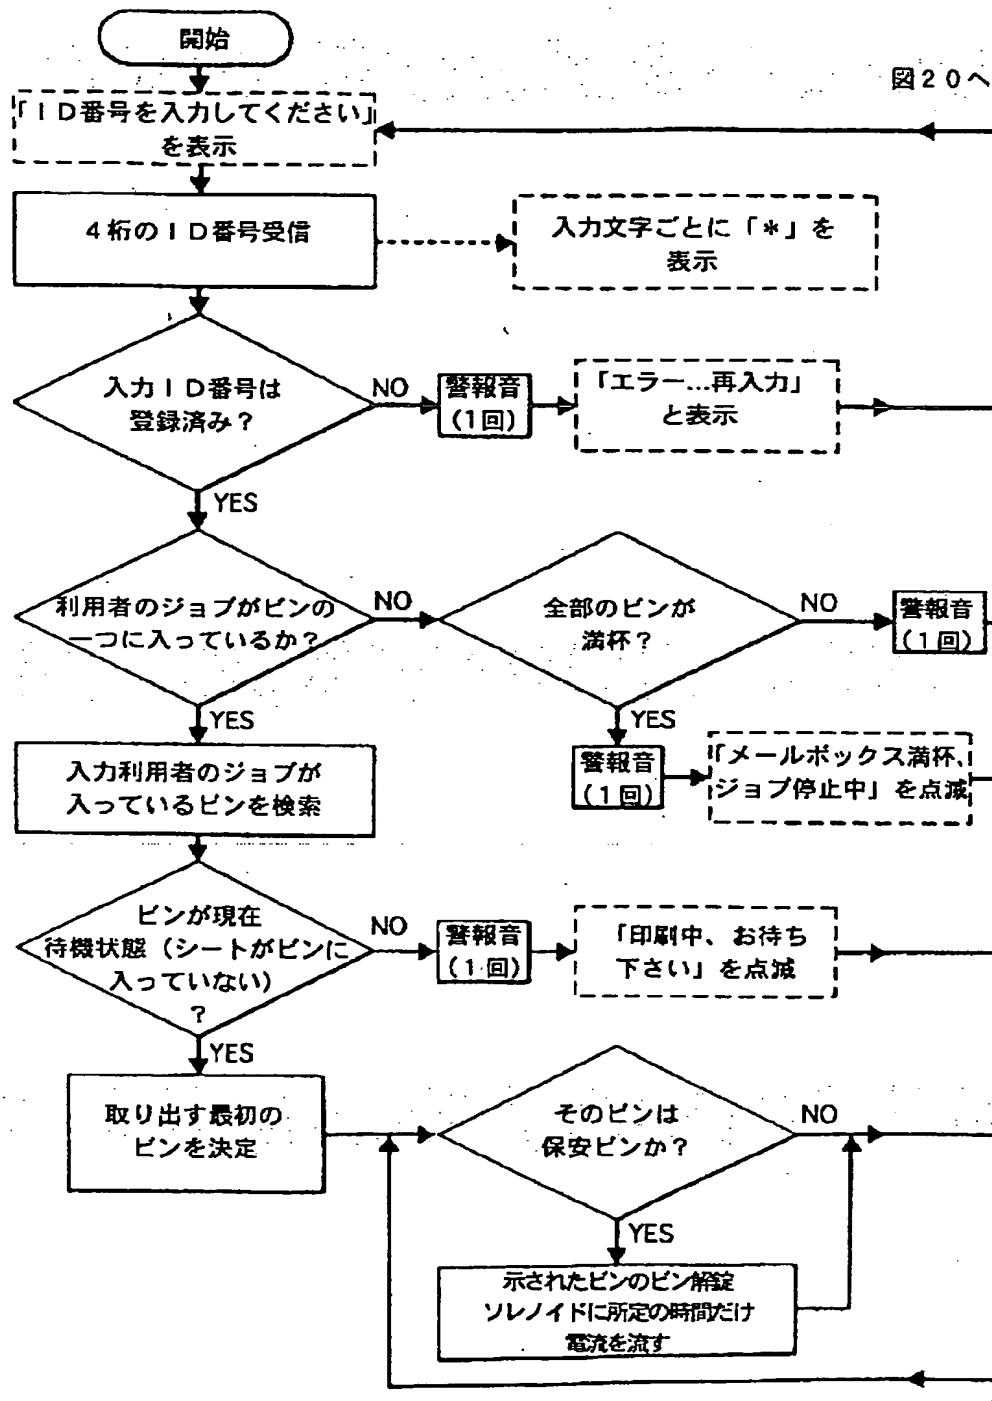 開始
図20へ
「ID番号を入力してください」
を表示
4桁のID番号受信
入力文字ごとに「*」を
表示
入力ID番号は
登録済み?
NO
警報音
(1回)
「エラー...再入力」
と表示
YES
利用者のジョブがビンの
一つに入っているか?
NO
全部のビンが
満杯?
NO
警報音
(1回)
YES
YES
入力利用者のジョブが
入っているビンを検索
警報音
(1回)
「メールボックス満杯、
ジョブ停止中」を点滅
ビンが現在
待機状態(シートがビンに
入っていない)
?
NO
警報音
(1回)
「印刷中、お待ち
下さい」を点滅
YES
取り出す最初の
ビンを決定
そのビンは
保安ビンか?
NO
YES
示されたビンのビン解錠
ソレノイドに所定の時間だけ
電流を流す